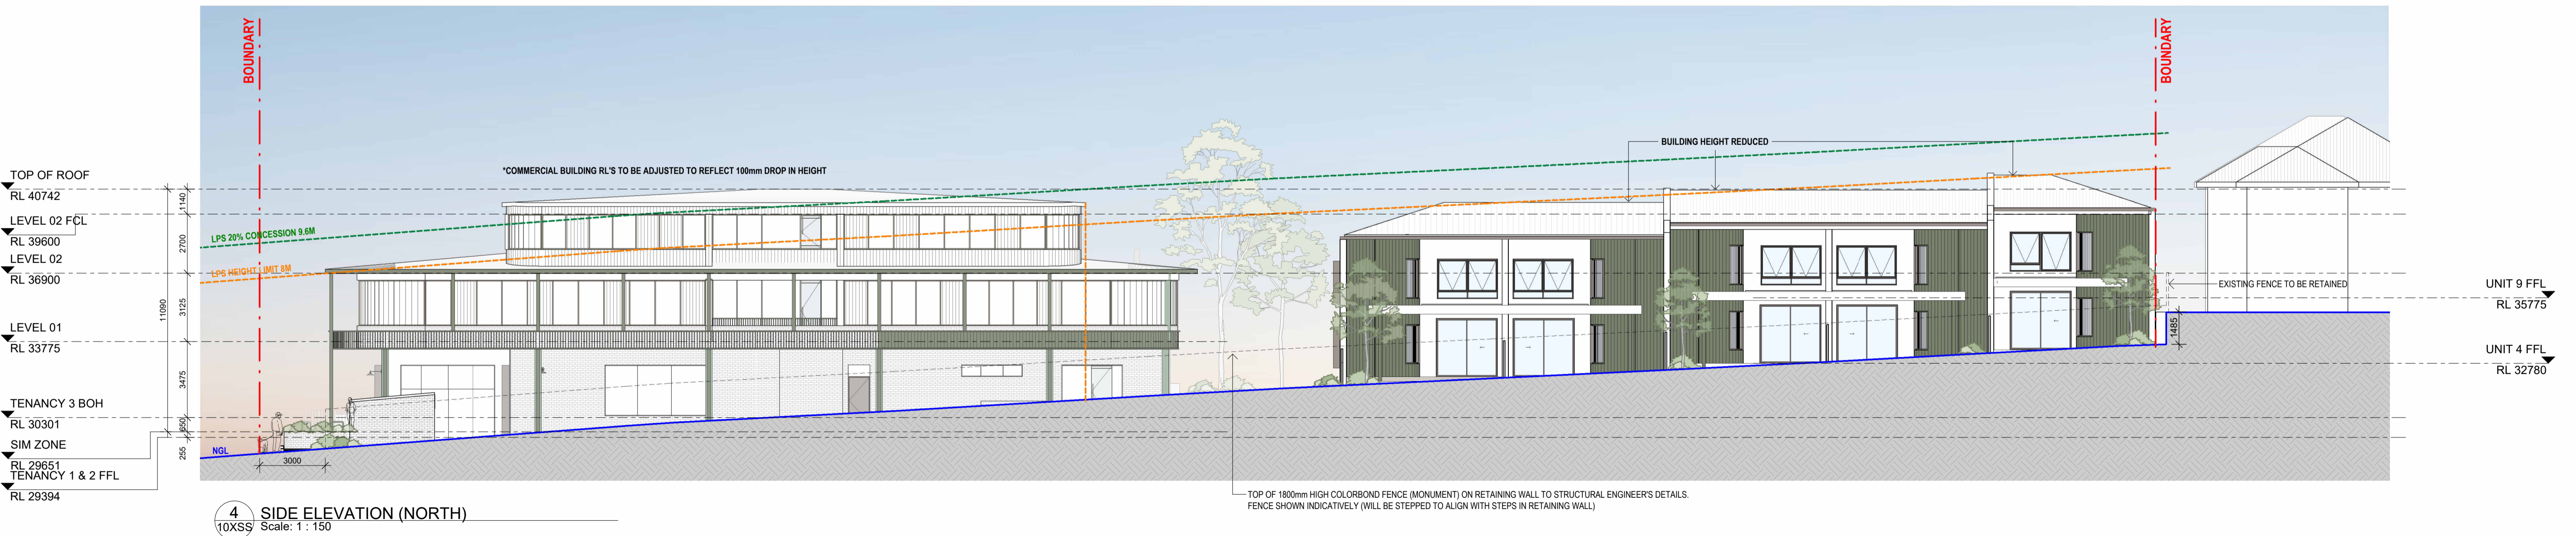 BOUNDARY
BOUNDARY
BUILDING HEIGHT REDUCED
*COMMERCIAL BUILDING RL'S TO BE ADJUSTED TO REFLECT 100mm DROP IN HEIGHT
TOP OF ROOF
RL 40742
LEVEL 02 FCL
RL 39600
LEVEL 02
RL 36900
LEVEL 01
RL 33775
TENANCY 3 BOH
RL 30301
SIM ZONE
RL 29651
TENANCY 1 & 2 FFL
RL 29394
11090
1140
2700
3125
3475
650
255
LPS 20% CONCESSION 9.6M
LPS HEIGHT LIMIT 8M
NGL
3000
EXISTING FENCE TO BE RETAINED
1485
UNIT 9 FFL
RL 35775
UNIT 4 FFL
RL 32780
TOP OF 1800mm HIGH COLORBOND FENCE (MONUMENT) ON RETAINING WALL TO STRUCTURAL ENGINEER'S DETAILS.
FENCE SHOWN INDICATIVELY (WILL BE STEPPED TO ALIGN WITH STEPS IN RETAINING WALL)
4
10XSS
SIDE ELEVATION (NORTH)
Scale: 1 : 150